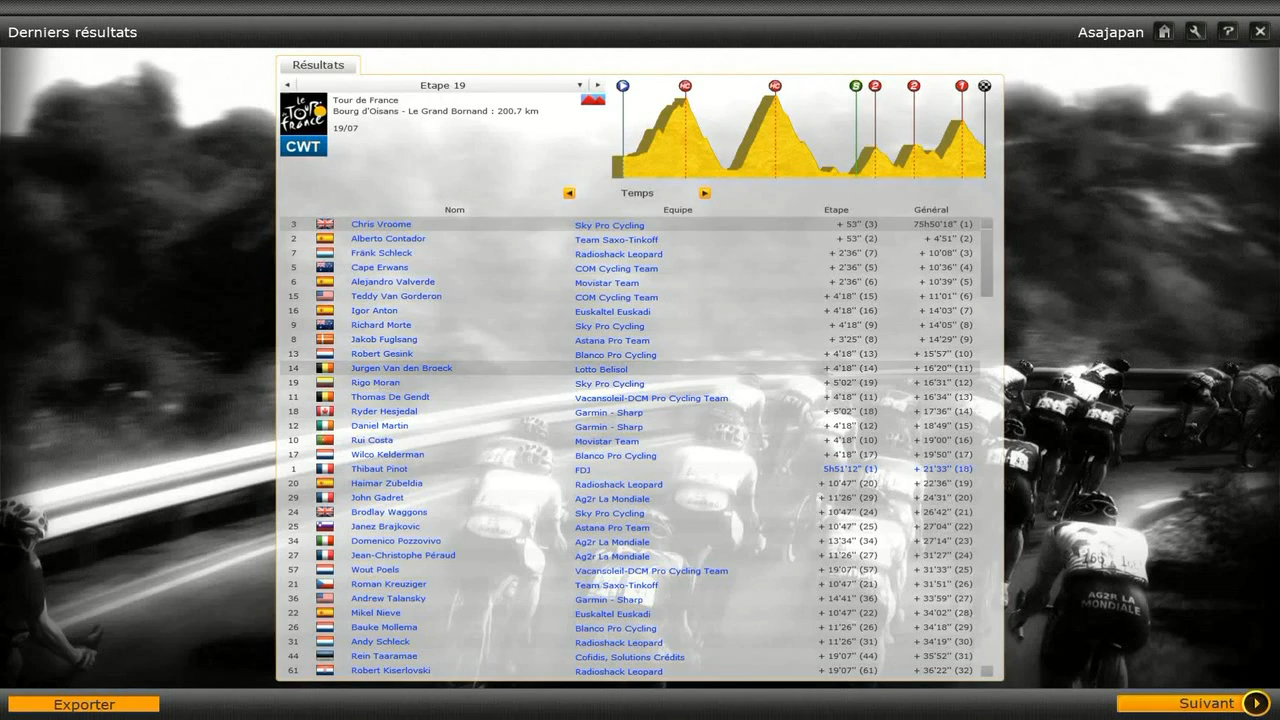 Derniers résultats
Asajapan
Résultats
Etape 19
LE TOUR DE FRANCE
CWT
Tour de France
Bourg d'Oisans - Le Grand Bornand : 200.7 km
19/07
HC HC S 2 2 1
Temps
Nom Equipe Etape Général
3 Chris Vroome Sky Pro Cycling + 53'' (3) 75h50'18'' (1)
2 Alberto Contador Team Saxo-Tinkoff + 53'' (2) + 4'51'' (2)
7 Fränk Schleck Radioshack Leopard + 2'36'' (7) + 10'08'' (3)
5 Cape Erwans COM Cycling Team + 2'36'' (5) + 10'36'' (4)
6 Alejandro Valverde Movistar Team + 2'36'' (6) + 10'39'' (5)
15 Teddy Van Gorderon COM Cycling Team + 4'18'' (15) + 11'01'' (6)
16 Igor Anton Euskaltel Euskadi + 4'18'' (16) + 14'03'' (7)
9 Richard Morte Sky Pro Cycling + 4'18'' (9) + 14'05'' (8)
8 Jakob Fuglsang Astana Pro Team + 3'25'' (8) + 14'29'' (9)
13 Robert Gesink Blanco Pro Cycling + 4'18'' (13) + 15'57'' (10)
14 Jurgen Van den Broeck Lotto Belisol + 4'18'' (14) + 16'20'' (11)
19 Rigo Moran Sky Pro Cycling + 5'02'' (19) + 16'31'' (12)
11 Thomas De Gendt Vacansoleil-DCM Pro Cycling Team + 4'18'' (11) + 16'34'' (13)
18 Ryder Hesjedal Garmin - Sharp + 5'02'' (18) + 17'36'' (14)
12 Daniel Martin Garmin - Sharp + 4'18'' (12) + 18'49'' (15)
10 Rui Costa Movistar Team + 4'18'' (10) + 19'00'' (16)
17 Wilco Kelderman Blanco Pro Cycling + 4'18'' (17) + 19'50'' (17)
1 Thibaut Pinot FDJ 5h51'12'' (1) + 21'33'' (18)
20 Haimar Zubeldia Radioshack Leopard + 10'47'' (20) + 22'36'' (19)
29 John Gadret Ag2r La Mondiale + 11'26'' (29) + 24'31'' (20)
24 Brodlay Waggons Sky Pro Cycling + 10'47'' (24) + 26'42'' (21)
25 Janez Brajkovic Astana Pro Team + 10'47'' (25) + 27'04'' (22)
34 Domenico Pozzovivo Ag2r La Mondiale + 13'34'' (34) + 27'14'' (23)
27 Jean-Christophe Péraud Ag2r La Mondiale + 11'26'' (27) + 31'27'' (24)
57 Wout Poels Vacansoleil-DCM Pro Cycling Team + 19'07'' (57) + 31'33'' (25)
21 Roman Kreuziger Team Saxo-Tinkoff + 10'47'' (21) + 31'51'' (26)
36 Andrew Talansky Garmin - Sharp + 14'41'' (36) + 33'59'' (27)
22 Mikel Nieve Euskaltel Euskadi + 10'47'' (22) + 34'02'' (28)
26 Bauke Mollema Blanco Pro Cycling + 11'26'' (26) + 34'18'' (29)
31 Andy Schleck Radioshack Leopard + 11'26'' (31) + 34'19'' (30)
44 Rein Taaramae Cofidis, Solutions Crédits + 19'07'' (44) + 35'52'' (31)
61 Robert Kiserlovski Radioshack Leopard + 19'07'' (61) + 36'22'' (32)
AG2R LA
MONDIALE
Exporter
Suivant